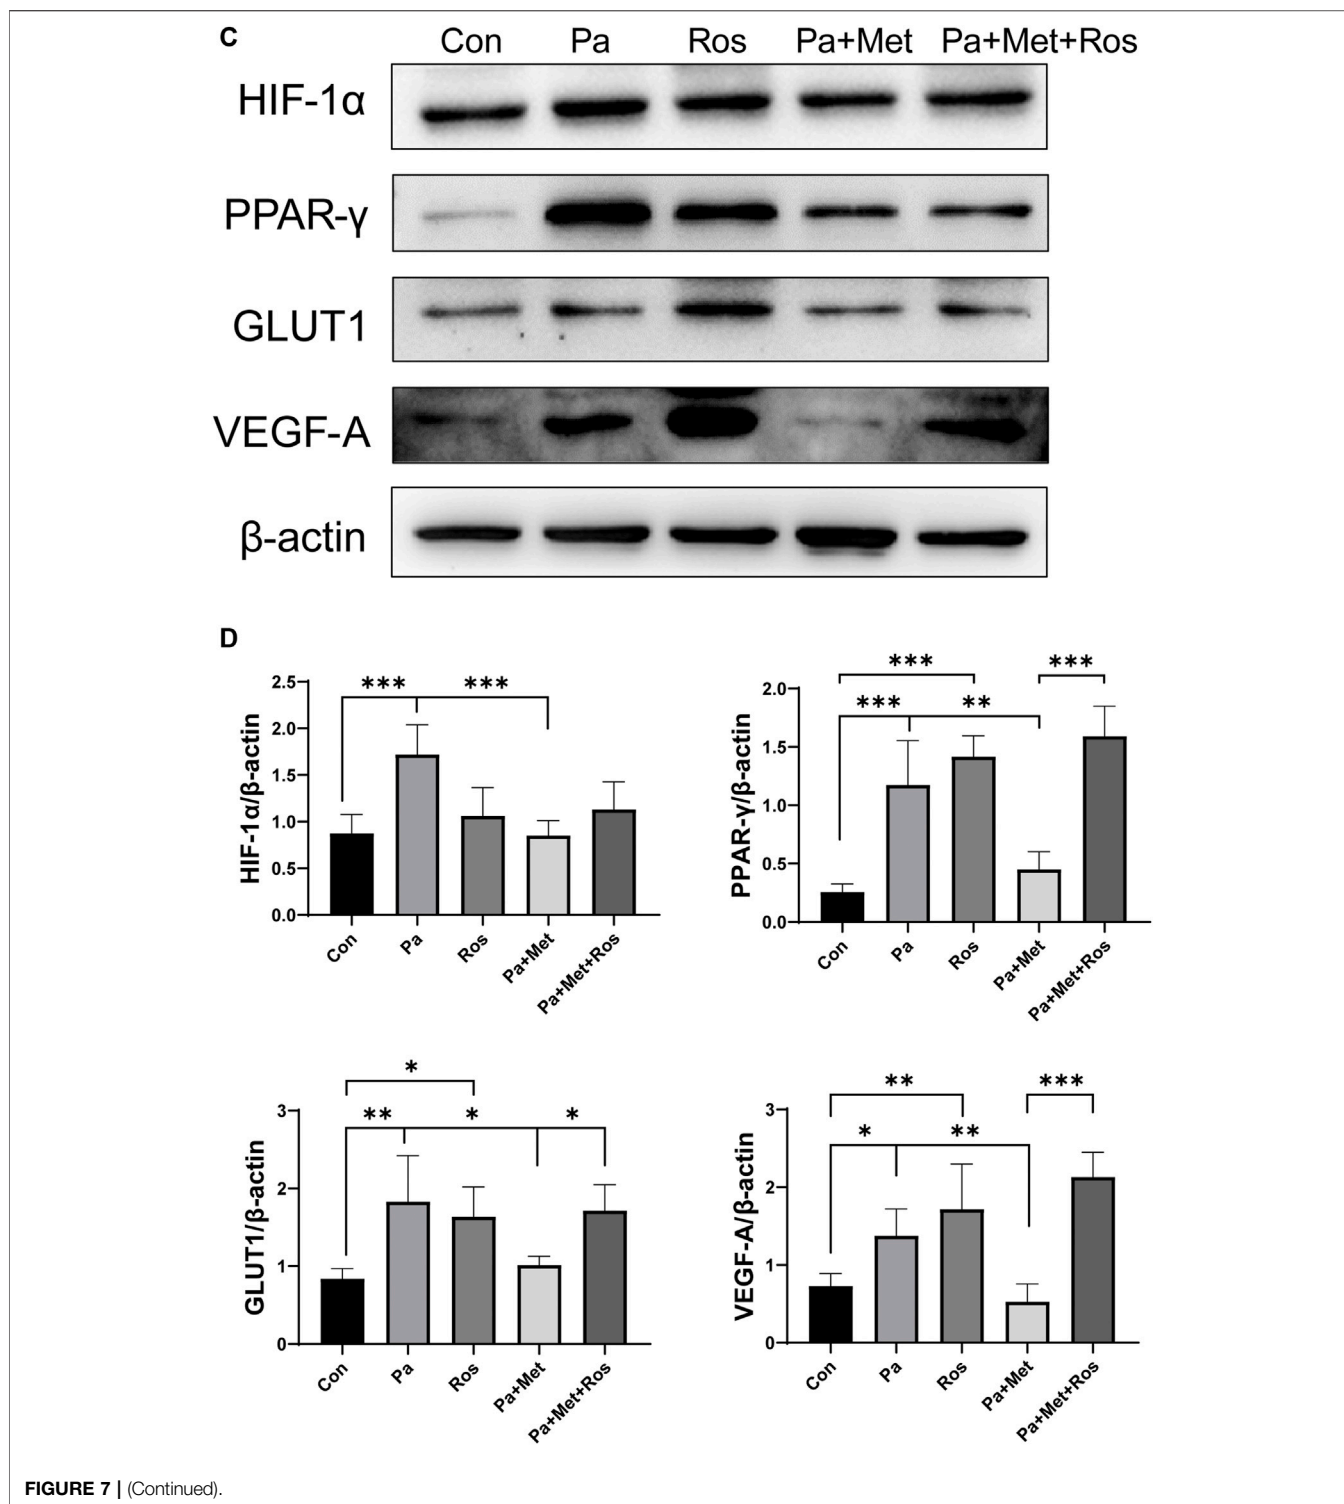 C
Con Pa Ros Pa+Met Pa+Met+Ros
HIF-1α
PPAR-γ
GLUT1
VEGF-A
β-actin
D
HIF-1α/β-actin
2.5
2.0
1.5
1.0
0.5
0.0
*** ***
Con Pa Ros Pa+Met Pa+Met+Ros
PPAR-γ/β-actin
2.0
1.5
1.0
0.5
0.0
*** ***
*** **
Con Pa Ros Pa+Met Pa+Met+Ros
GLUT1/β-actin
3
2
1
0
*
** * *
Con Pa Ros Pa+Met Pa+Met+Ros
VEGF-A/β-actin
3
2
1
0
** ***
* **
Con Pa Ros Pa+Met Pa+Met+Ros
FIGURE 7 | (Continued).